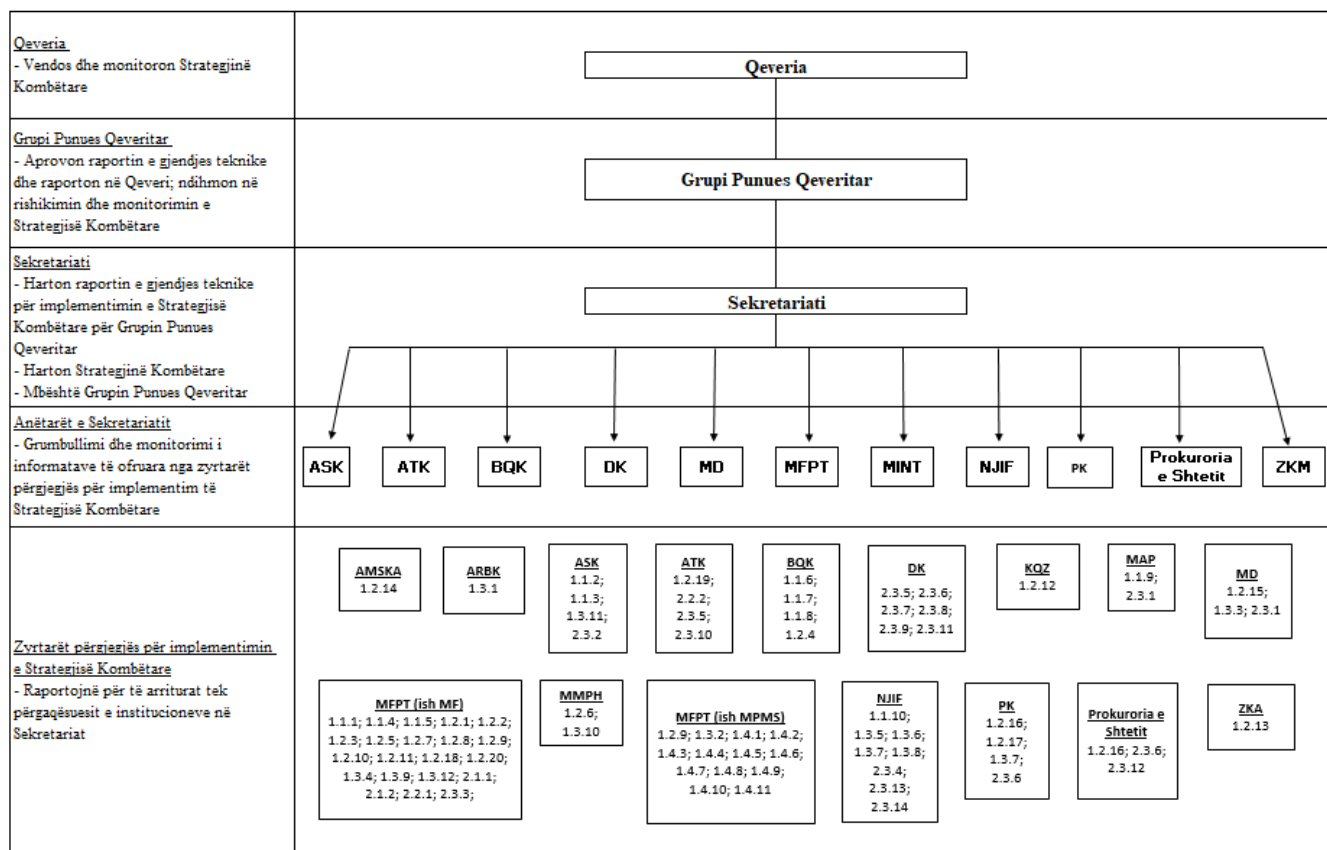 Qeveria
- Vendos dhe monitoron Strategjinë
Kombëtare
Qeveria
Grupi Punues Qeveritar
- Aprovon raportin e gjendjes teknike
dhe raporton në Qeveri; ndihmon në
rishikimin dhe monitorimin e
Strategjisë Kombëtare
Grupi Punues Qeveritar
Sekretariati
- Harton raportin e gjendjes teknike
për implementimin e Strategjisë
Kombëtare për Grupin Punues
Qeveritar
- Harton Strategjinë Kombëtare
- Mbështë Grupin Punues Qeveritar
Sekretariati
Anëtarët e Sekretariatit
- Grumbullimi dhe monitorimi i
informatave të ofruara nga zyrtarët
përgjegjës për implementim të
Strategjisë Kombëtare
ASK
ATK
BQK
DK
MD
MFPT
MINT
NJIF
PK
Prokuroria
e Shtetit
ZKM
Zyrtarët përgjegjës për implementimin
e Strategjisë Kombëtare
- Raportojnë për të arriturat tek
përgaqësuesit e institucioneve në
Sekretariat
AMSKA
1.2.14
ARBK
1.3.1
ASK
1.1.2;
1.1.3;
1.3.11;
2.3.2
ATK
1.2.19;
2.2.2;
2.3.5;
2.3.10
BQK
1.1.6;
1.1.7;
1.1.8;
1.2.4
DK
2.3.5; 2.3.6;
2.3.7; 2.3.8;
2.3.9; 2.3.11
KQZ
1.2.12
MAP
1.1.9;
2.3.1
MD
1.2.15;
1.3.3; 2.3.1
MFPT (ish MF)
1.1.1; 1.1.4; 1.1.5; 1.2.1; 1.2.2;
1.2.3; 1.2.5; 1.2.7; 1.2.8; 1.2.9;
1.2.10; 1.2.11; 1.2.18; 1.2.20;
1.3.4; 1.3.9; 1.3.12; 2.1.1;
2.1.2; 2.2.1; 2.3.3;
MMPH
1.2.6;
1.3.10
MFPT (ish MPMS)
1.2.9; 1.3.2; 1.4.1; 1.4.2;
1.4.3; 1.4.4; 1.4.5; 1.4.6;
1.4.7; 1.4.8; 1.4.9;
1.4.10; 1.4.11
NJIF
1.1.10;
1.3.5; 1.3.6;
1.3.7; 1.3.8;
2.3.4;
2.3.13;
2.3.14
PK
1.2.16;
1.2.17;
1.3.7;
2.3.6
Prokuroria e
Shtetit
1.2.16; 2.3.6;
2.3.12
ZKA
1.2.13